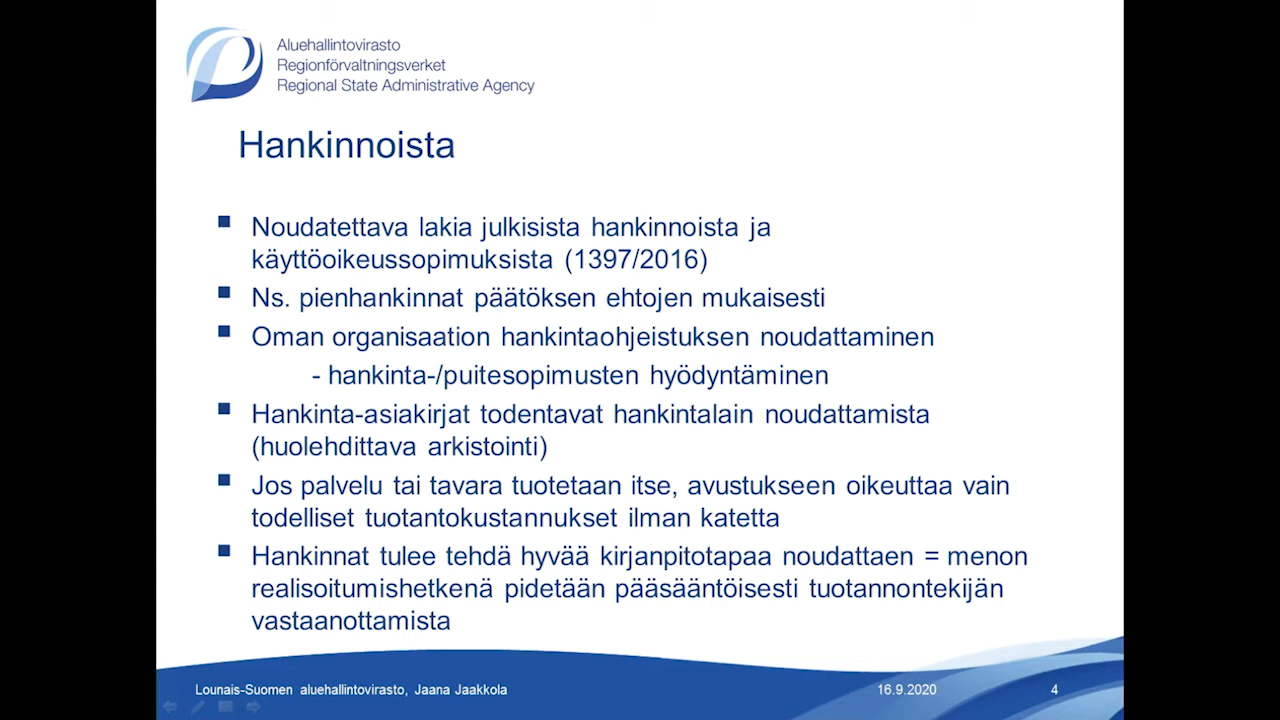 Aluehallintovirasto
Regionförvaltningsverket
Regional State Administrative Agency
Hankinnoista
Noudatettava lakia julkisista hankinnoista ja
käyttöoikeussopimuksista (1397/2016)
Ns. pienhankinnat päätöksen ehtojen mukaisesti
Oman organisaation hankintaohjeistuksen noudattaminen
- hankinta-/puitesopimusten hyödyntäminen
Hankinta-asiakirjat todentavat hankintalain noudattamista
(huolehdittava arkistointi)
Jos palvelu tai tavara tuotetaan itse, avustukseen oikeuttaa vain
todelliset tuotantokustannukset ilman katetta
Hankinnat tulee tehdä hyvää kirjanpitotapaa noudattaen = menon
realisoitumishetkenä pidetään pääsääntöisesti tuotannontekijän
vastaanottamista
Lounais-Suomen aluehallintovirasto, Jaana Jaakkola 16.9.2020 4